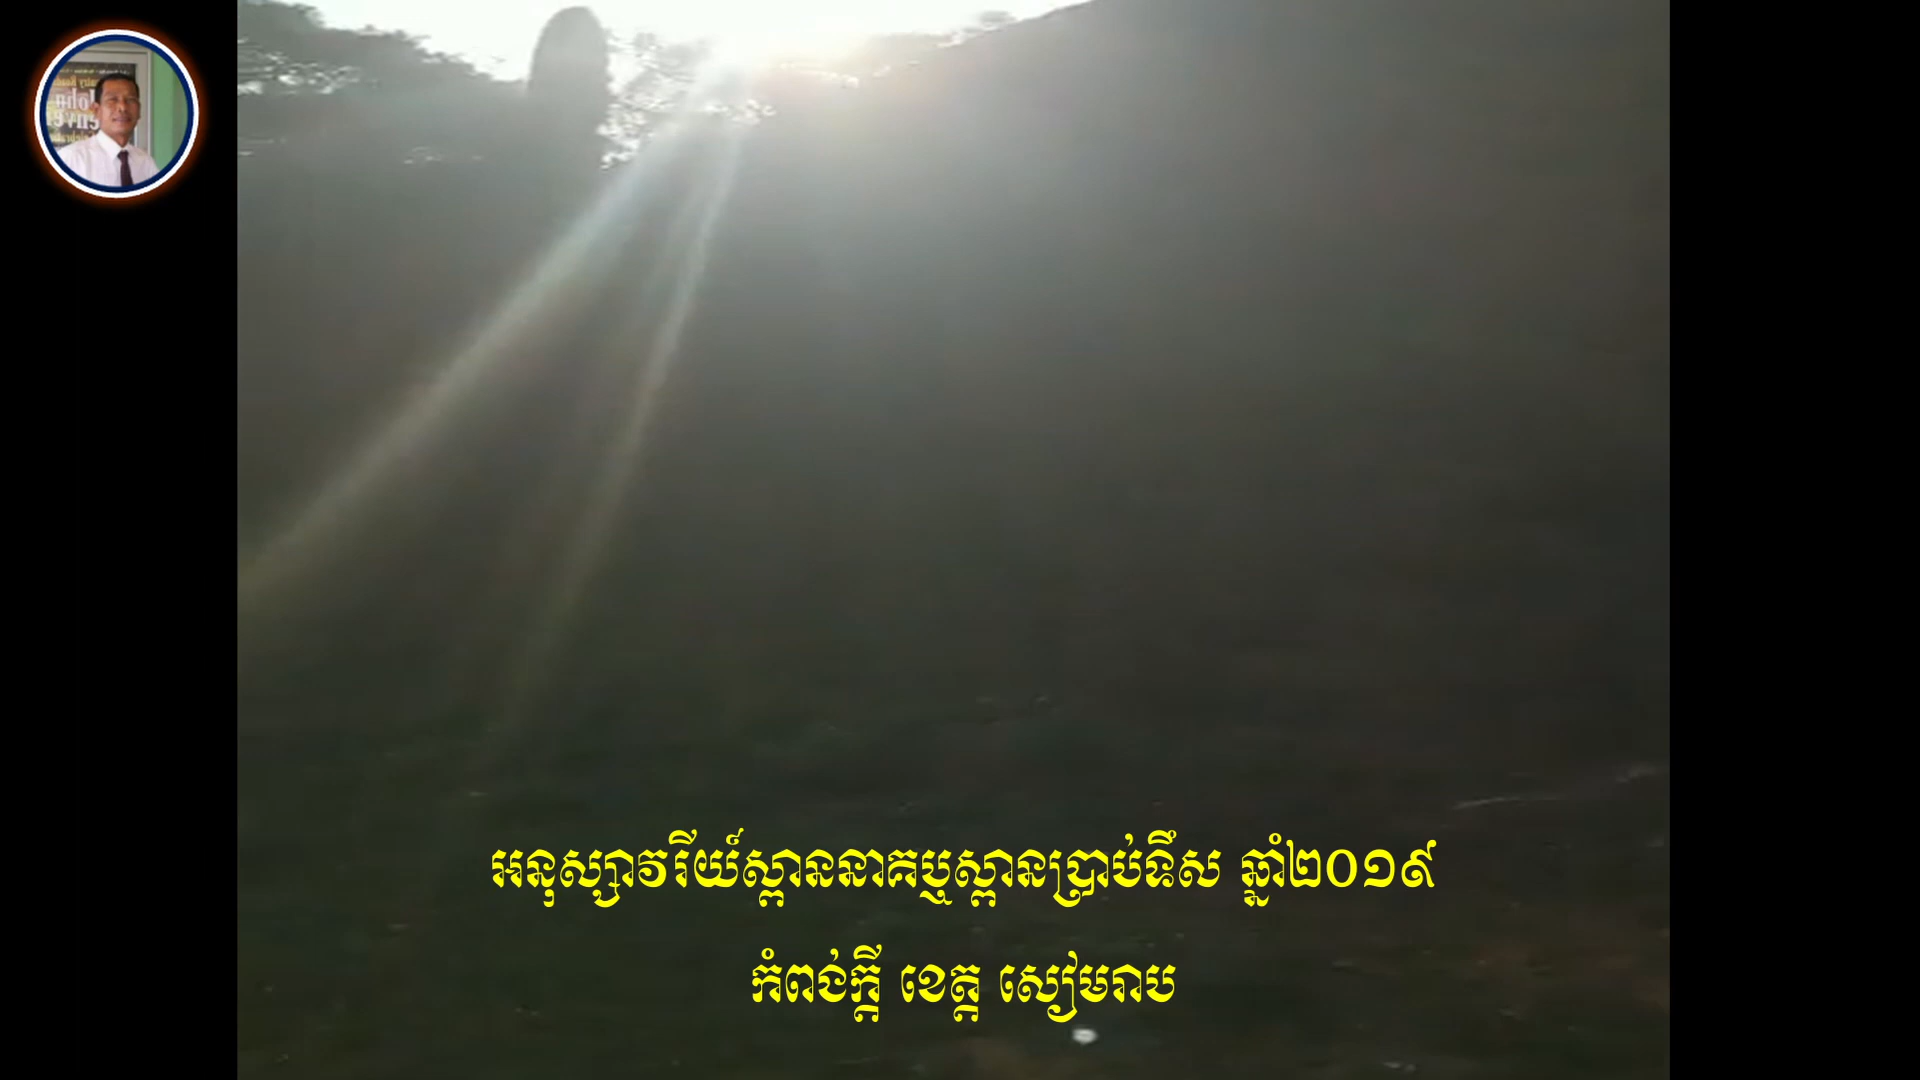 អនុស្សាវរីយ៍ស្ពាននាគឬស្ពានប្រាប់ទឹស ឆ្នាំ២០១៩
កំពង់ក្ដី ខេត្ត សៀមរាប